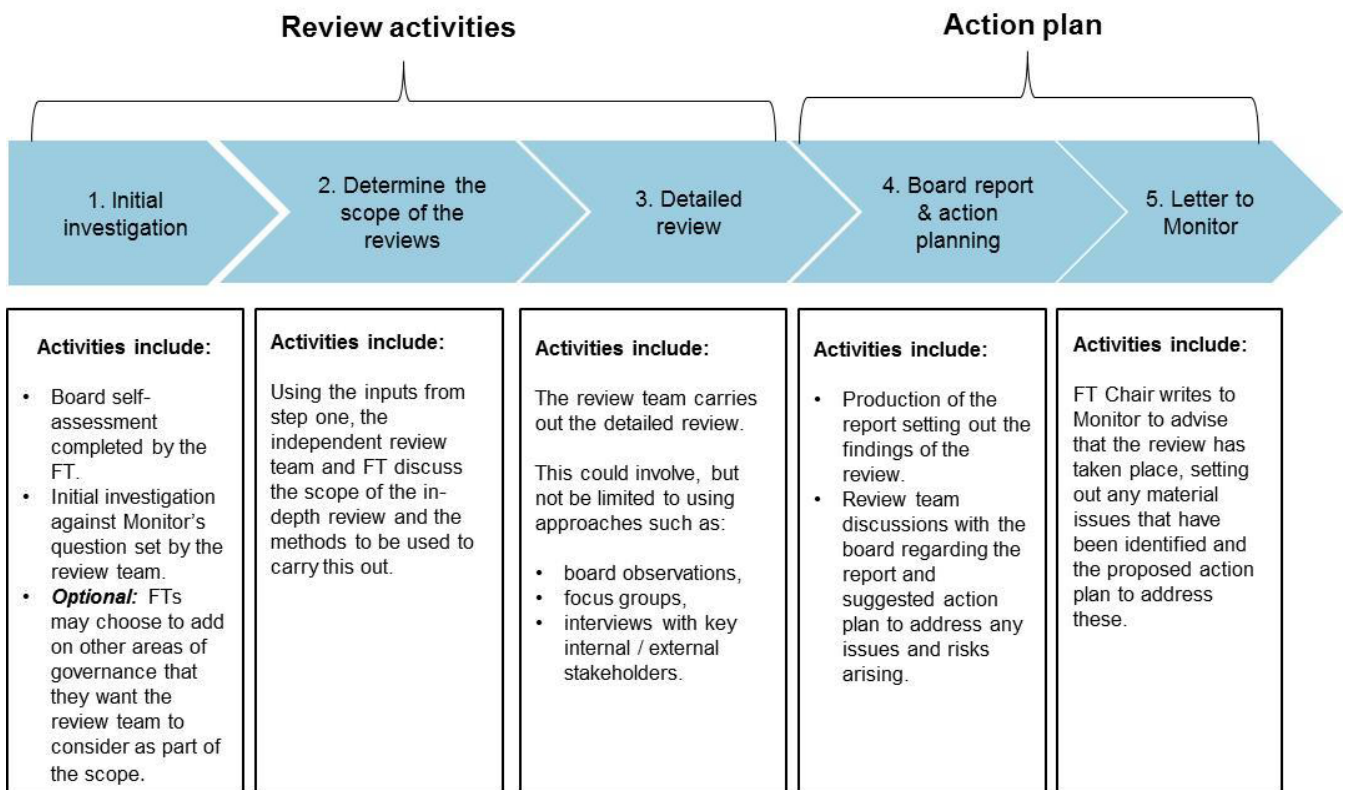 Review activities
Action plan
1. Initial
investigation
2. Determine the
scope of the
reviews
3. Detailed
review
4. Board report
& action
planning
5. Letter to
Monitor
Activities include:
• Board self-
assessment
completed by the
FT.
• Initial investigation
against Monitor's
question set by the
review team.
• Optional: FTs
may choose to add
on other areas of
governance that
they want the
review team to
consider as part of
the scope.
Activities include:
Using the inputs from
step one, the
independent review
team and FT discuss
the scope of the in-
depth review and the
methods to be used to
carry this out.
Activities include:
The review team carries
out the detailed review.
This could involve, but
not be limited to using
approaches such as:
• board observations,
• focus groups,
• interviews with key
internal / external
stakeholders.
Activities include:
• Production of the
report setting out the
findings of the
review.
• Review team
discussions with the
board regarding the
report and
suggested action
plan to address any
issues and risks
arising.
Activities include:
FT Chair writes to
Monitor to advise
that the review has
taken place, setting
out any material
issues that have
been identified and
the proposed action
plan to address
these.